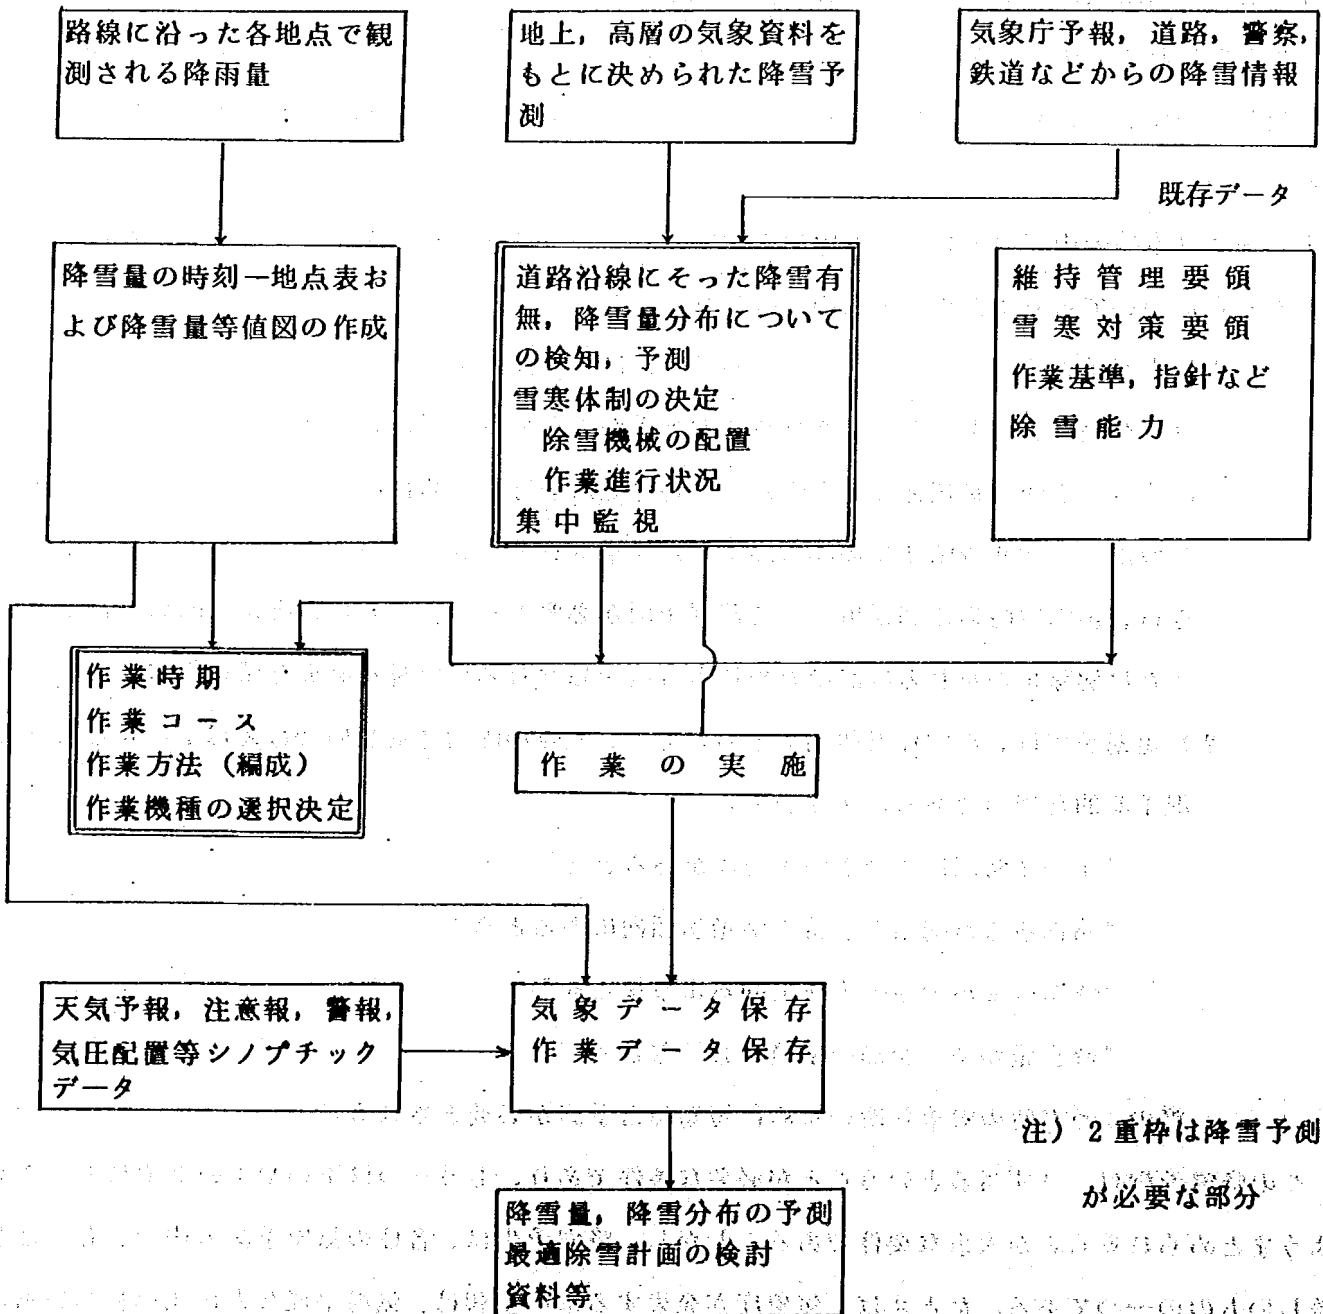 路線に沿った各地点で観
測される降雨量
地上，高層の気象資料を
もとに決められた降雪予
測
気象庁予報，道路，警察，
鉄道などからの降雪情報
既存データ
降雪量の時刻ー地点表お
よび降雪量等値図の作成
道路沿線にそった降雪有
無，降雪量分布について
の検知，予測
雪寒体制の決定
除雪機械の配置
作業進行状況
集中監視
維持管理要領
雪寒対策要領
作業基準，指針など
除雪能力
作業時期
作業コース
作業方法（編成）
作業機種の選択決定
作業の実施
天気予報，注意報，警報，
気圧配置等シノプチック
データ
気象データ保存
作業データ保存
注）2重枠は降雪予測
が必要な部分
降雪量，降雪分布の予測
最適除雪計画の検討
資料等